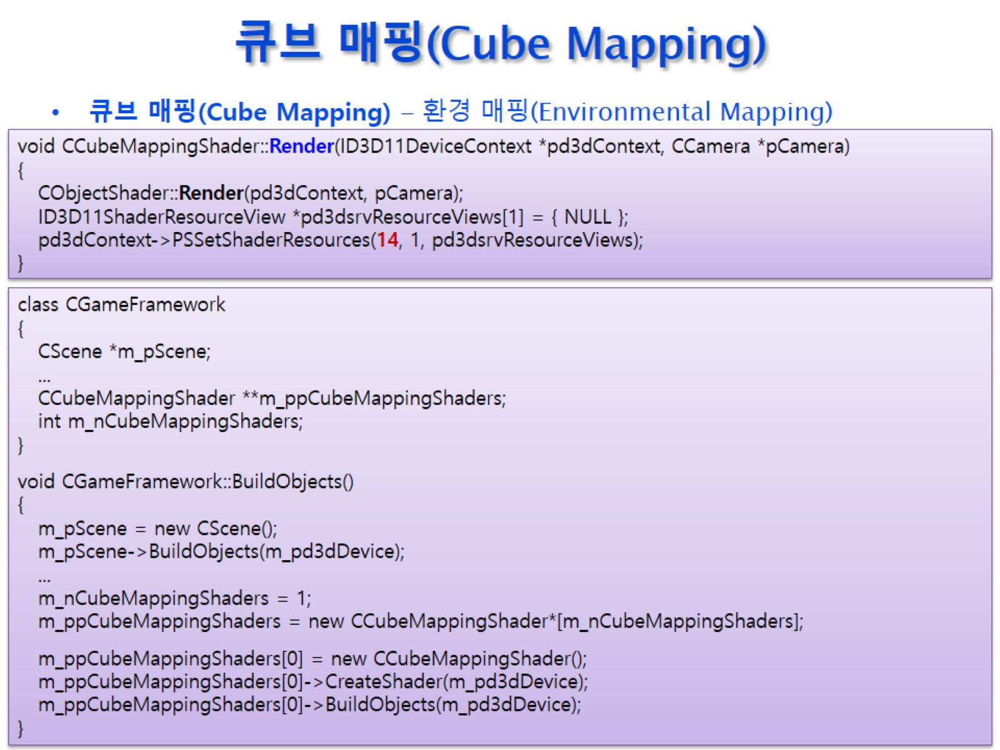 큐브 매핑(Cube Mapping)
• 큐브 매핑(Cube Mapping) – 환경 매핑(Environmental Mapping)
void CCubeMappingShader::Render(ID3D11DeviceContext *pd3dContext, CCamera *pCamera)
{
CObjectShader::Render(pd3dContext, pCamera);
ID3D11ShaderResourceView *pd3dsrvResourceViews[1] = { NULL };
pd3dContext->PSSetShaderResources(14, 1, pd3dsrvResourceViews);
}
class CGameFramework
{
CScene *m_pScene;
...
CCubeMappingShader **m_ppCubeMappingShaders;
int m_nCubeMappingShaders;
}
void CGameFramework::BuildObjects()
{
m_pScene = new CScene();
m_pScene->BuildObjects(m_pd3dDevice);
...
m_nCubeMappingShaders = 1;
m_ppCubeMappingShaders = new CCubeMappingShader*[m_nCubeMappingShaders];
m_ppCubeMappingShaders[0] = new CCubeMappingShader();
m_ppCubeMappingShaders[0]->CreateShader(m_pd3dDevice);
m_ppCubeMappingShaders[0]->BuildObjects(m_pd3dDevice);
}